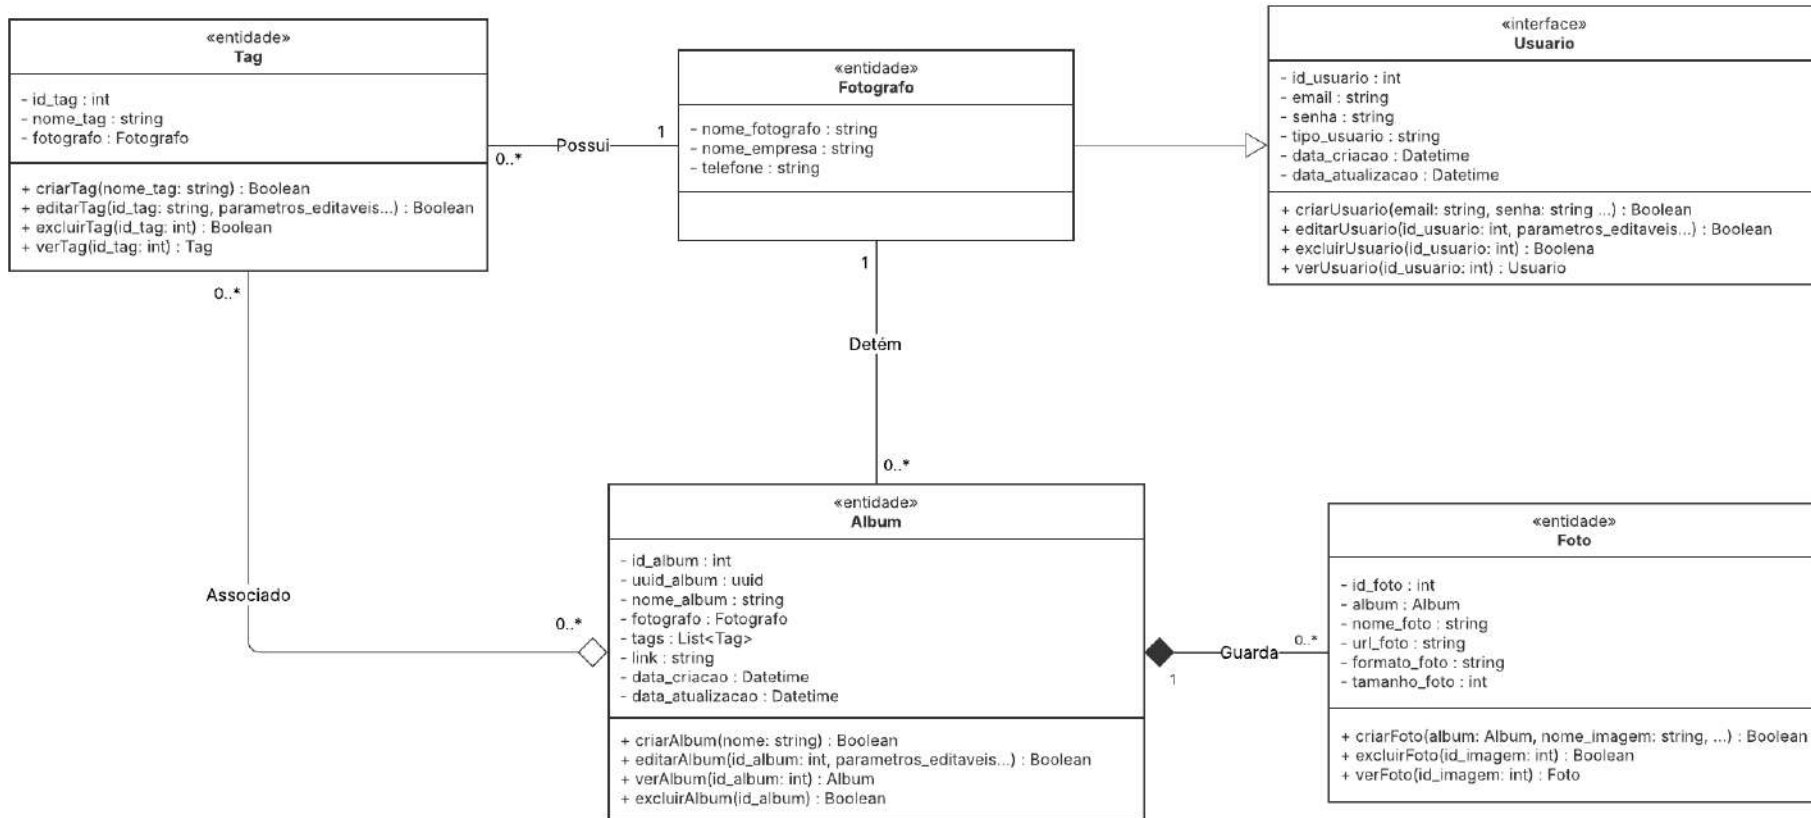 «entidade»
Tag
- id_tag : int
- nome_tag : string
- fotografo : Fotografo
+ criarTag(nome_tag: string) : Boolean
+ editarTag(id_tag: string, parametros_editaveis...) : Boolean
+ excluirTag(id_tag: int) : Boolean
+ verTag(id_tag: int) : Tag
0..*
Possui
1
«entidade»
Fotografo
- nome_fotografo : string
- nome_empresa : string
- telefone : string
«interface»
Usuario
- id_usuario : int
- email : string
- senha : string
- tipo_usuario : string
- data_criacao : Datetime
- data_atualizacao : Datetime
+ criarUsuario(email: string, senha: string ...) : Boolean
+ editarUsuario(id_usuario: int, parametros_editaveis...) : Boolean
+ excluirUsuario(id_usuario: int) : Boolena
+ verUsuario(id_usuario: int) : Usuario
0..*
Associado
0..*
1
Detém
0..*
«entidade»
Album
- id_album : int
- uuid_album : uuid
- nome_album : string
- fotografo : Fotografo
- tags : List<Tag>
- link : string
- data_criacao : Datetime
- data_atualizacao : Datetime
+ criarAlbum(nome: string) : Boolean
+ editarAlbum(id_album: int, parametros_editaveis...) : Boolean
+ verAlbum(id_album: int) : Album
+ excluirAlbum(id_album) : Boolean
1
Guarda
0..*
«entidade»
Foto
- id_foto : int
- album : Album
- nome_foto : string
- url_foto : string
- formato_foto : string
- tamanho_foto : int
+ criarFoto(album: Album, nome_imagem: string, ...) : Boolean
+ excluirFoto(id_imagem: int) : Boolean
+ verFoto(id_imagem: int) : Foto